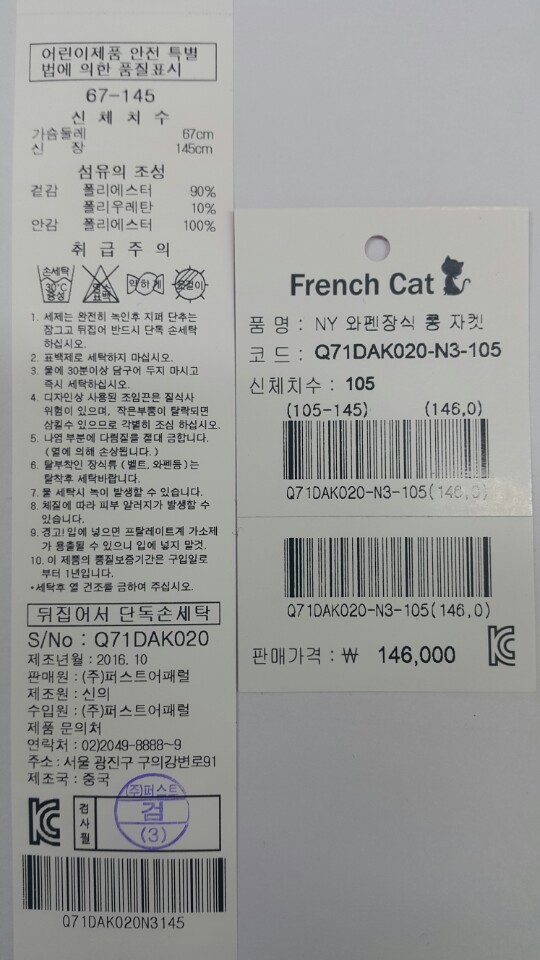 어린이제품 안전 특별
법에 의한 품질표시
67-145
신 체 치 수
가슴둘레 67cm
신 장 145cm
섬유의 조성
겉감 폴리에스터 90%
폴리우레탄 10%
안감 폴리에스터 100%
취 급 주 의
손세탁
30℃
중성
염소
표백
약하게
옷걸이
1. 세제는 완전히 녹인후 지퍼 단추는
잠그고 뒤집어 반드시 단독 손세탁
하십시오.
2. 표백제로 세탁하지 마십시오.
3. 물에 30분이상 담구어 두지 마시고
즉시 세탁하십시오.
4. 디자인상 사용된 조임끈은 질식사
위험이 있으며, 작은부품이 탈락되면
삼킬수 있으므로 각별히 조심 하십시오.
5. 나염 부분에 다림질을 절대 금합니다.
(열에 의해 손상됩니다.)
6. 탈부착인 장식류 (벨트, 와펜등)는
탈착후 세탁바랍니다.
7. 물 세탁시 녹이 발생할 수 있습니다.
8. 체질에 따라 피부 알러지가 발생할 수
있습니다.
9. 경고! 입에 넣으면 프탈레이트계 가소제
가 용출될 수 있으니 입에 넣지 말것.
10. 이 제품의 품질보증기간은 구입일로
부터 1년입니다.
*세탁후 열 건조를 금하여 주십시오.
뒤집어서 단독손세탁
S/No : Q71DAK020
제조년월 : 2016. 10
판매원 : (주)퍼스트어패럴
제조원 : 신의
수입원 : (주)퍼스트어패럴
제품 문의처
연락처 : 02)2049-8888~9
주소 : 서울 광진구 구의강변로91
제조국 : 중국
검사필
(주)퍼스트
검
(3)
Q71DAK020N3145
French Cat
품 명 : NY 와펜장식 롱 자켓
코 드 : Q71DAK020-N3-105
신체치수 : 105
(105-145) (146,0)
Q71DAK020-N3-105(146,0)
Q71DAK020-N3-105(146,0)
판매가격 : ₩ 146,000